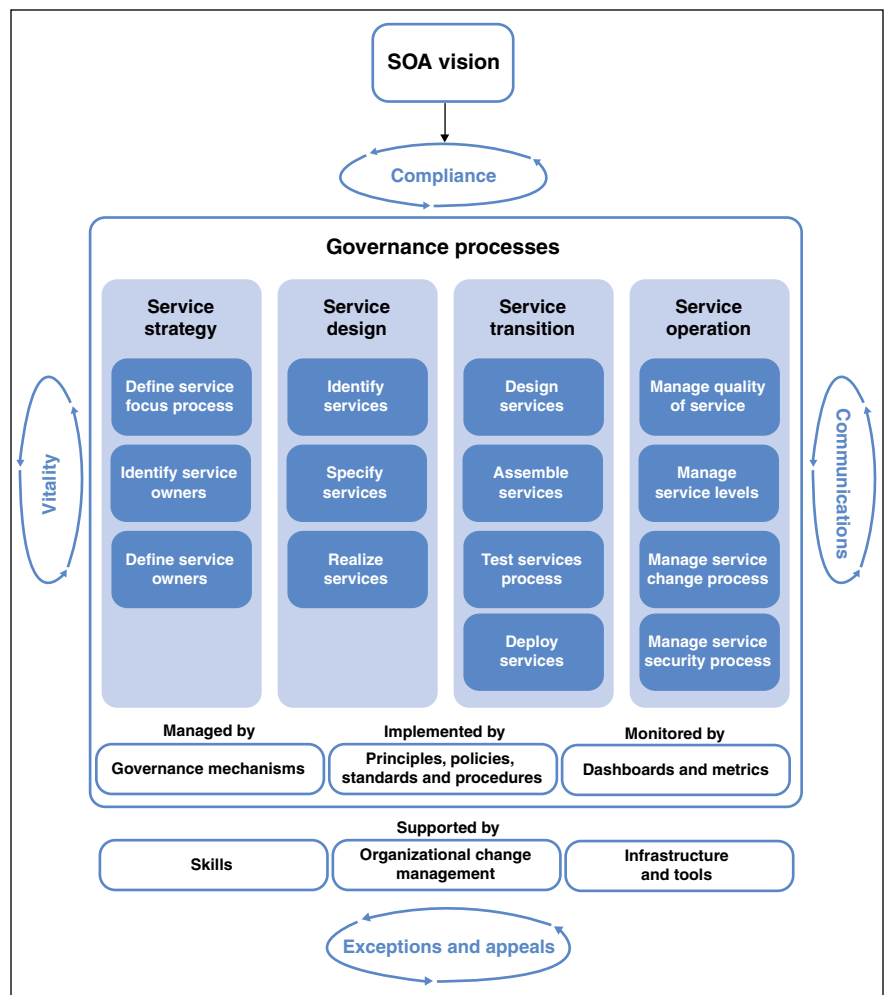 SOA vision
Compliance
Governance processes
Service
strategy
Define service
focus process
Identify service
owners
Define service
owners
Service
design
Identify
services
Specify
services
Realize
services
Service
transition
Design
services
Assemble
services
Test services
process
Deploy
services
Service
operation
Manage quality
of service
Manage
service levels
Manage service
change process
Manage service
security process
Vitality
Communications
Managed by
Governance mechanisms
Implemented by
Principles, policies,
standards and procedures
Monitored by
Dashboards and metrics
Supported by
Skills
Organizational change
management
Infrastructure
and tools
Exceptions and appeals